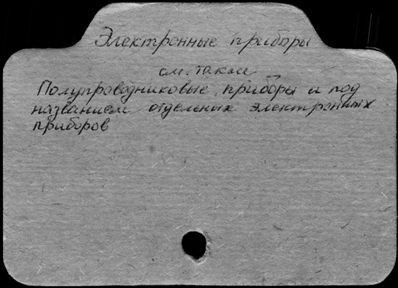 Электронные приборы
см. также
Полупроводниковые приборы и под
названием отдельных электронных
приборов